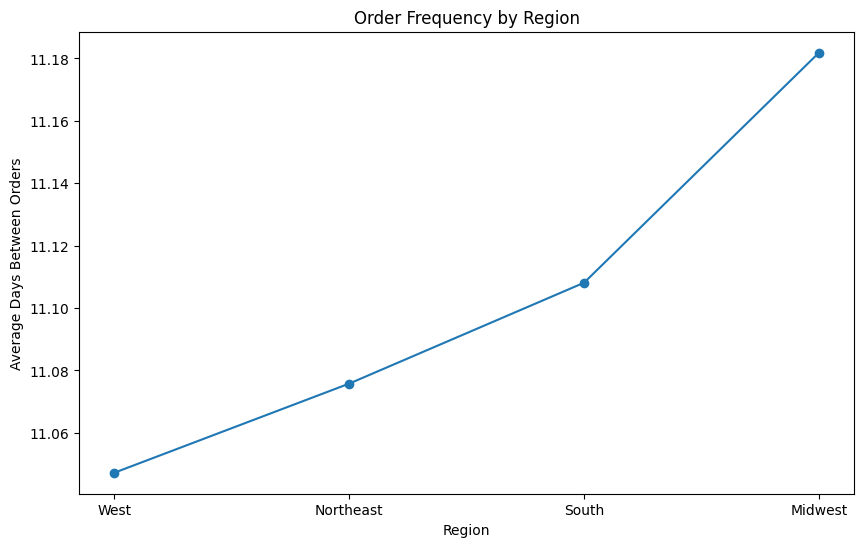 Order Frequency by Region
Average Days Between Orders
11.18
11.16
11.14
11.12
11.10
11.08
11.06
West Northeast South Midwest
Region